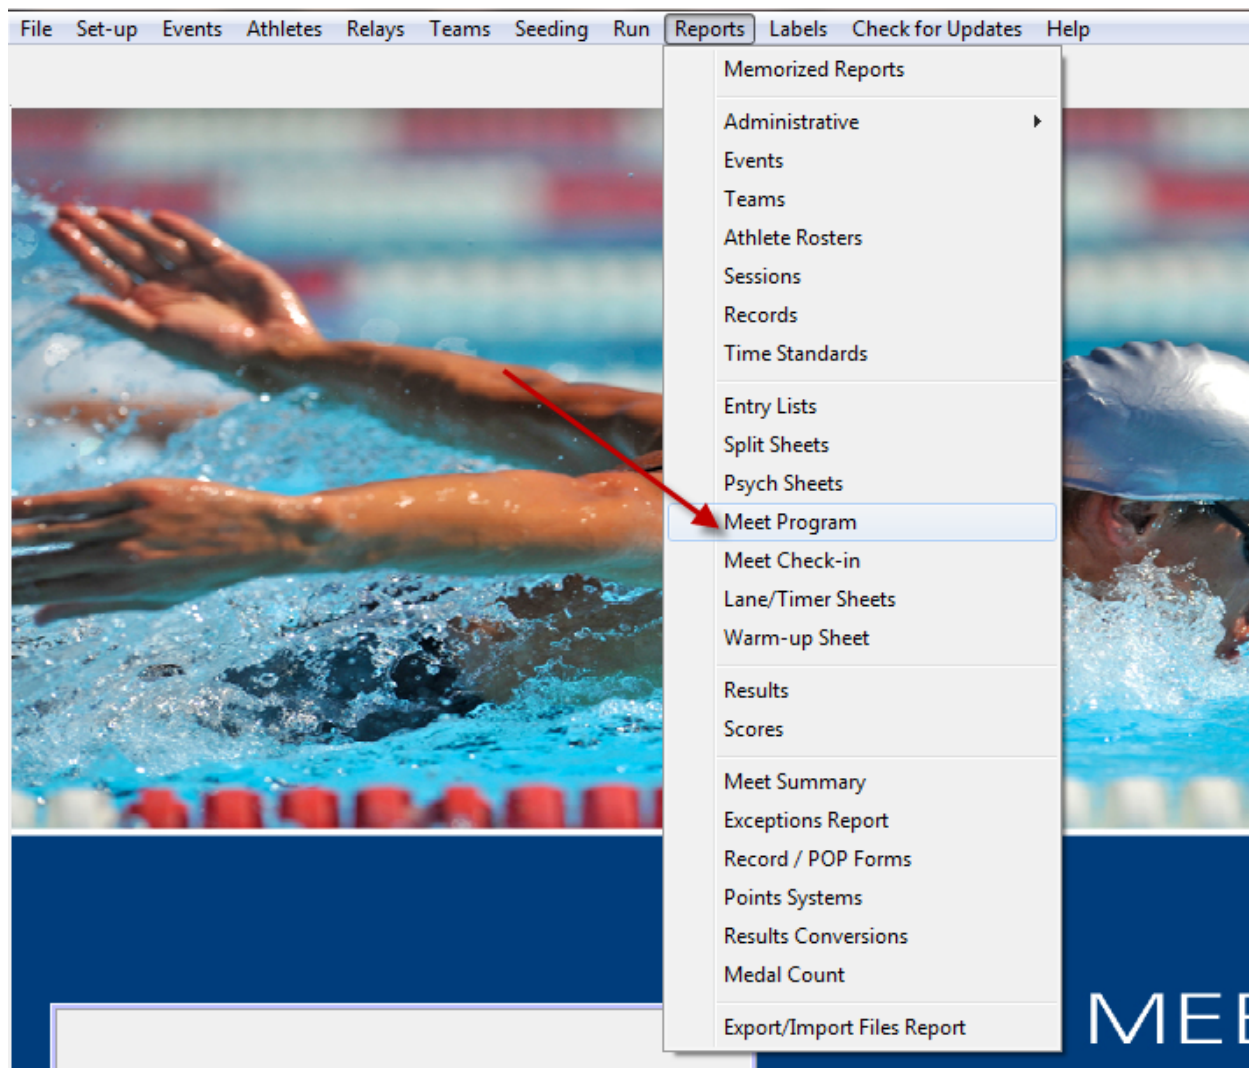 File Set-up Events Athletes Relays Teams Seeding Run Reports Labels Check for Updates Help
Memorized Reports
Administrative
Events
Teams
Athlete Rosters
Sessions
Records
Time Standards
Entry Lists
Split Sheets
Psych Sheets
Meet Program
Meet Check-in
Lane/Timer Sheets
Warm-up Sheet
Results
Scores
Meet Summary
Exceptions Report
Record / POP Forms
Points Systems
Results Conversions
Medal Count
Export/Import Files Report